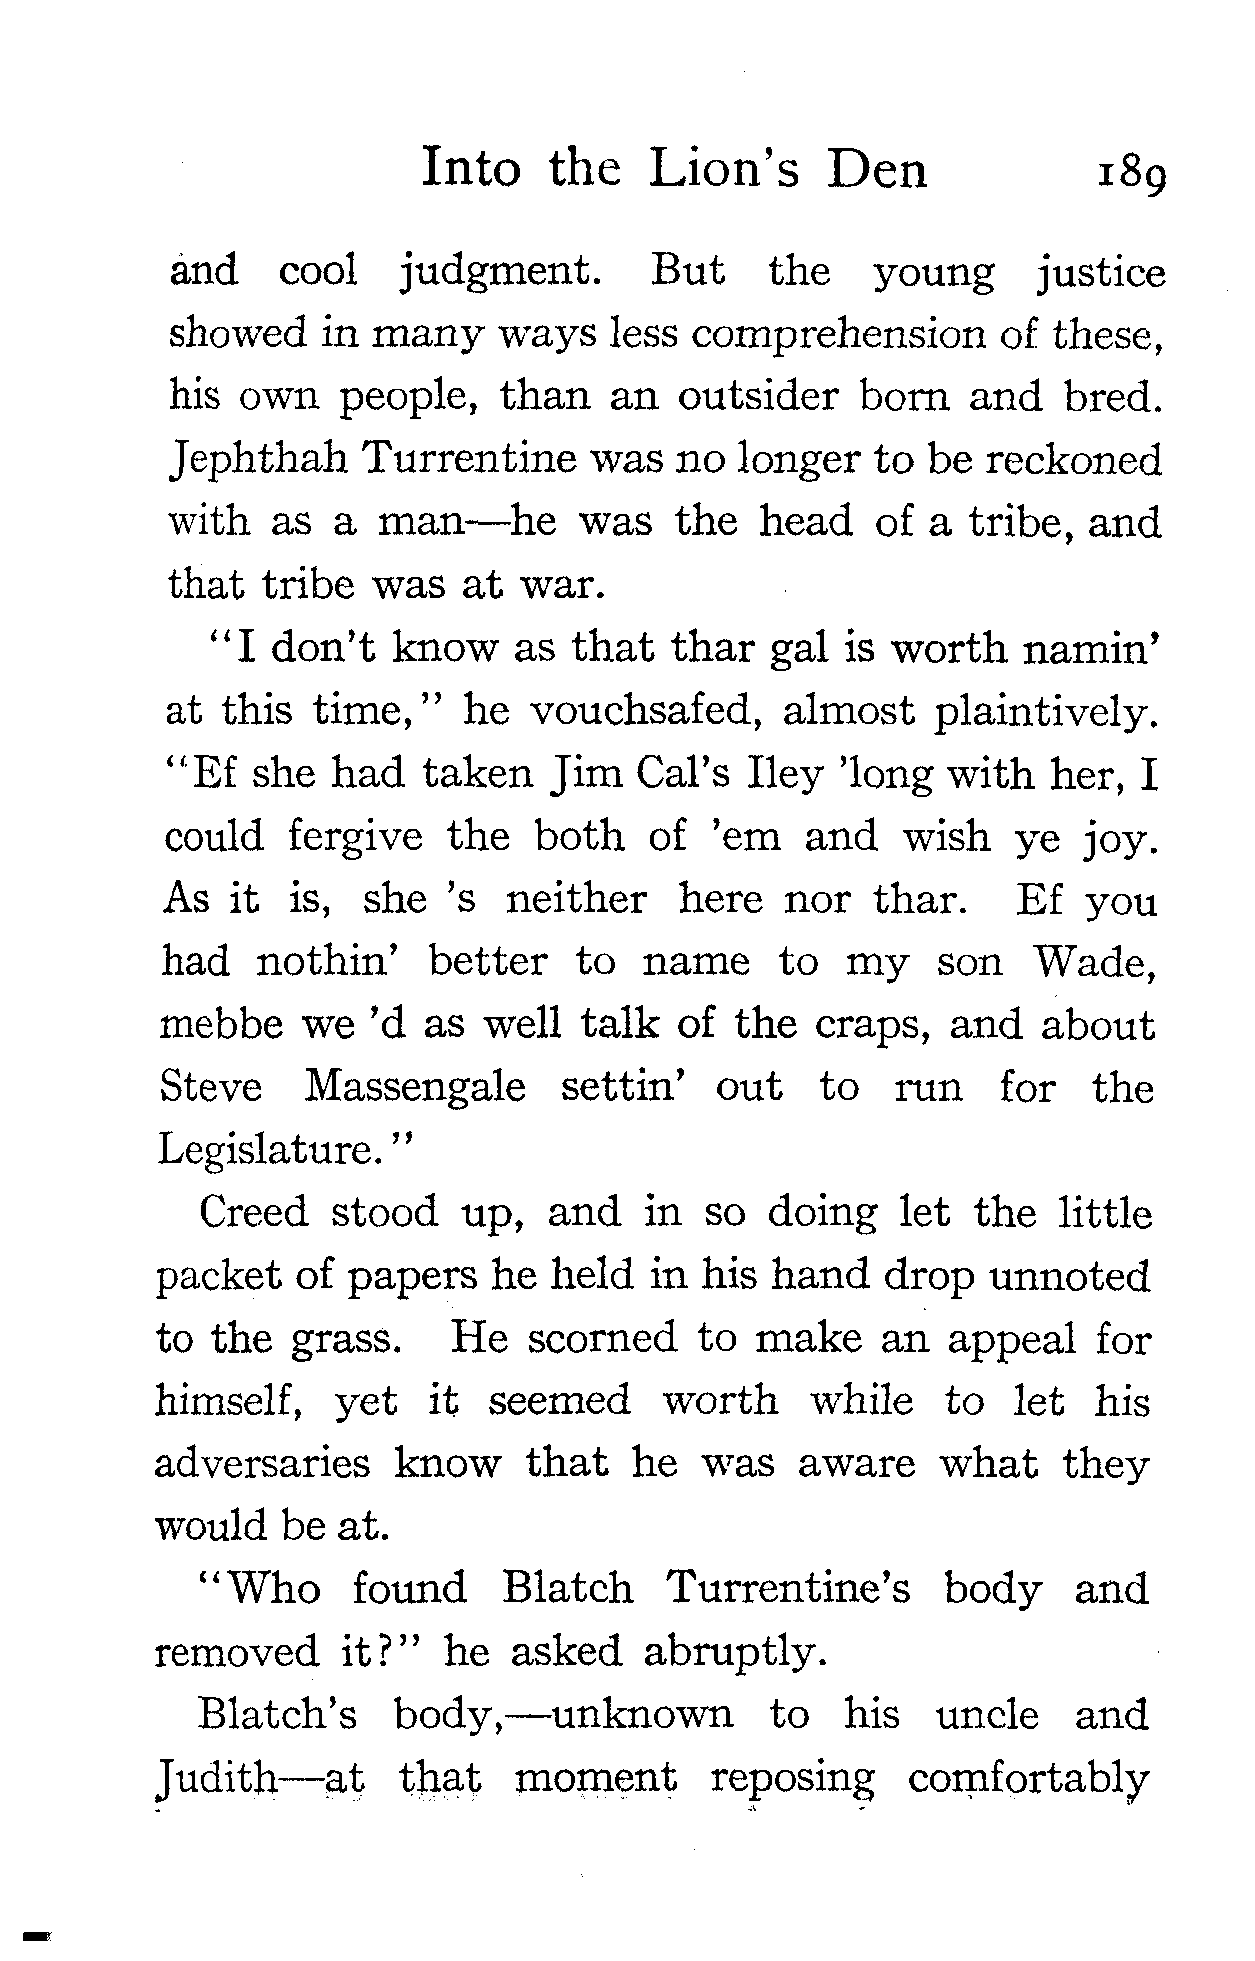 Into the Lion's Den 189
and cool judgment. But the young justice
showed in many ways less comprehension of these,
his own people, than an outsider born and bred.
Jephthah Turrentine was no longer to be reckoned
with as a man—he was the head of a tribe, and
that tribe was at war.
"I don't know as that thar gal is worth namin'
at this time," he vouchsafed, almost plaintively.
"Ef she had taken Jim Cal's Iley 'long with her, I
could fergive the both of 'em and wish ye joy.
As it is, she 's neither here nor thar. Ef you
had nothin' better to name to my son Wade,
mebbe we 'd as well talk of the craps, and about
Steve Massengale settin' out to run for the
Legislature."
Creed stood up, and in so doing let the little
packet of papers he held in his hand drop unnoted
to the grass. He scorned to make an appeal for
himself, yet it seemed worth while to let his
adversaries know that he was aware what they
would be at.
"Who found Blatch Turrentine's body and
removed it?" he asked abruptly.
Blatch's body,—unknown to his uncle and
Judith—at that moment reposing comfortably